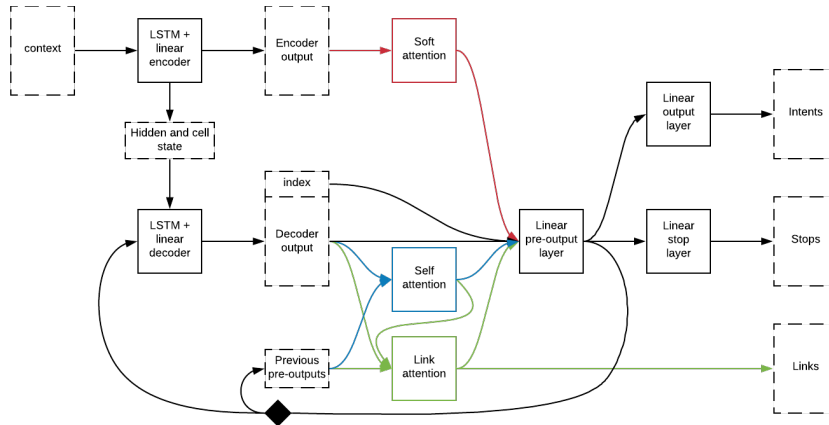 context
LSTM +
linear
encoder
Encoder
output
Soft
attention
Linear
output
layer
Intents
Hidden and cell
state
index
LSTM +
linear
decoder
Decoder
output
Linear
pre-output
layer
Linear
stop
layer
Stops
Self
attention
Previous
pre-outputs
Link
attention
Links